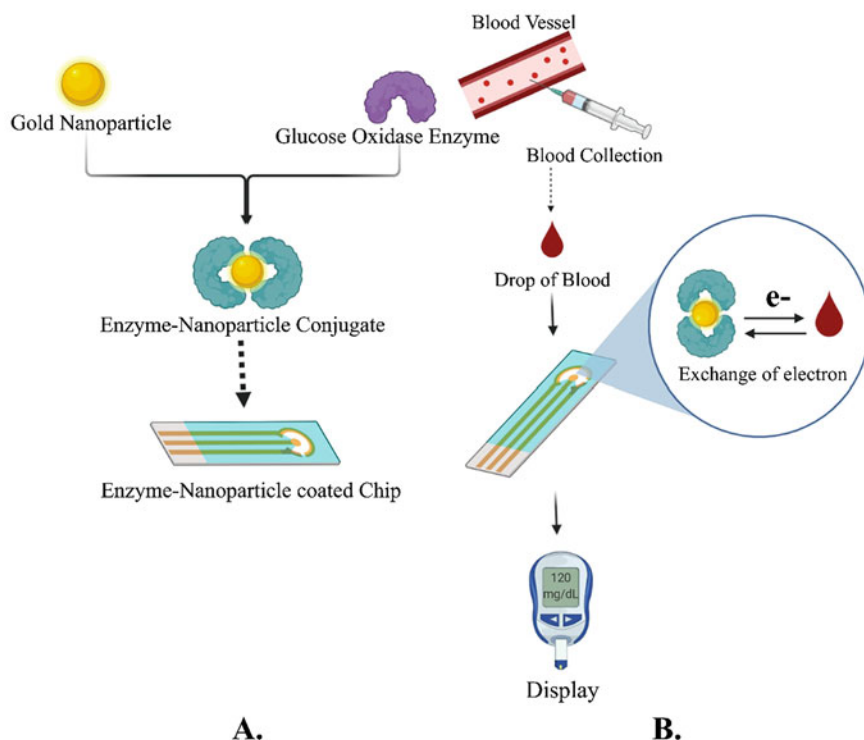 Blood Vessel
Gold Nanoparticle
Glucose Oxidase Enzyme
Blood Collection
Drop of Blood
Enzyme-Nanoparticle Conjugate
e-
Exchange of electron
Enzyme-Nanoparticle coated Chip
120
mg/dL
Display
A.
B.